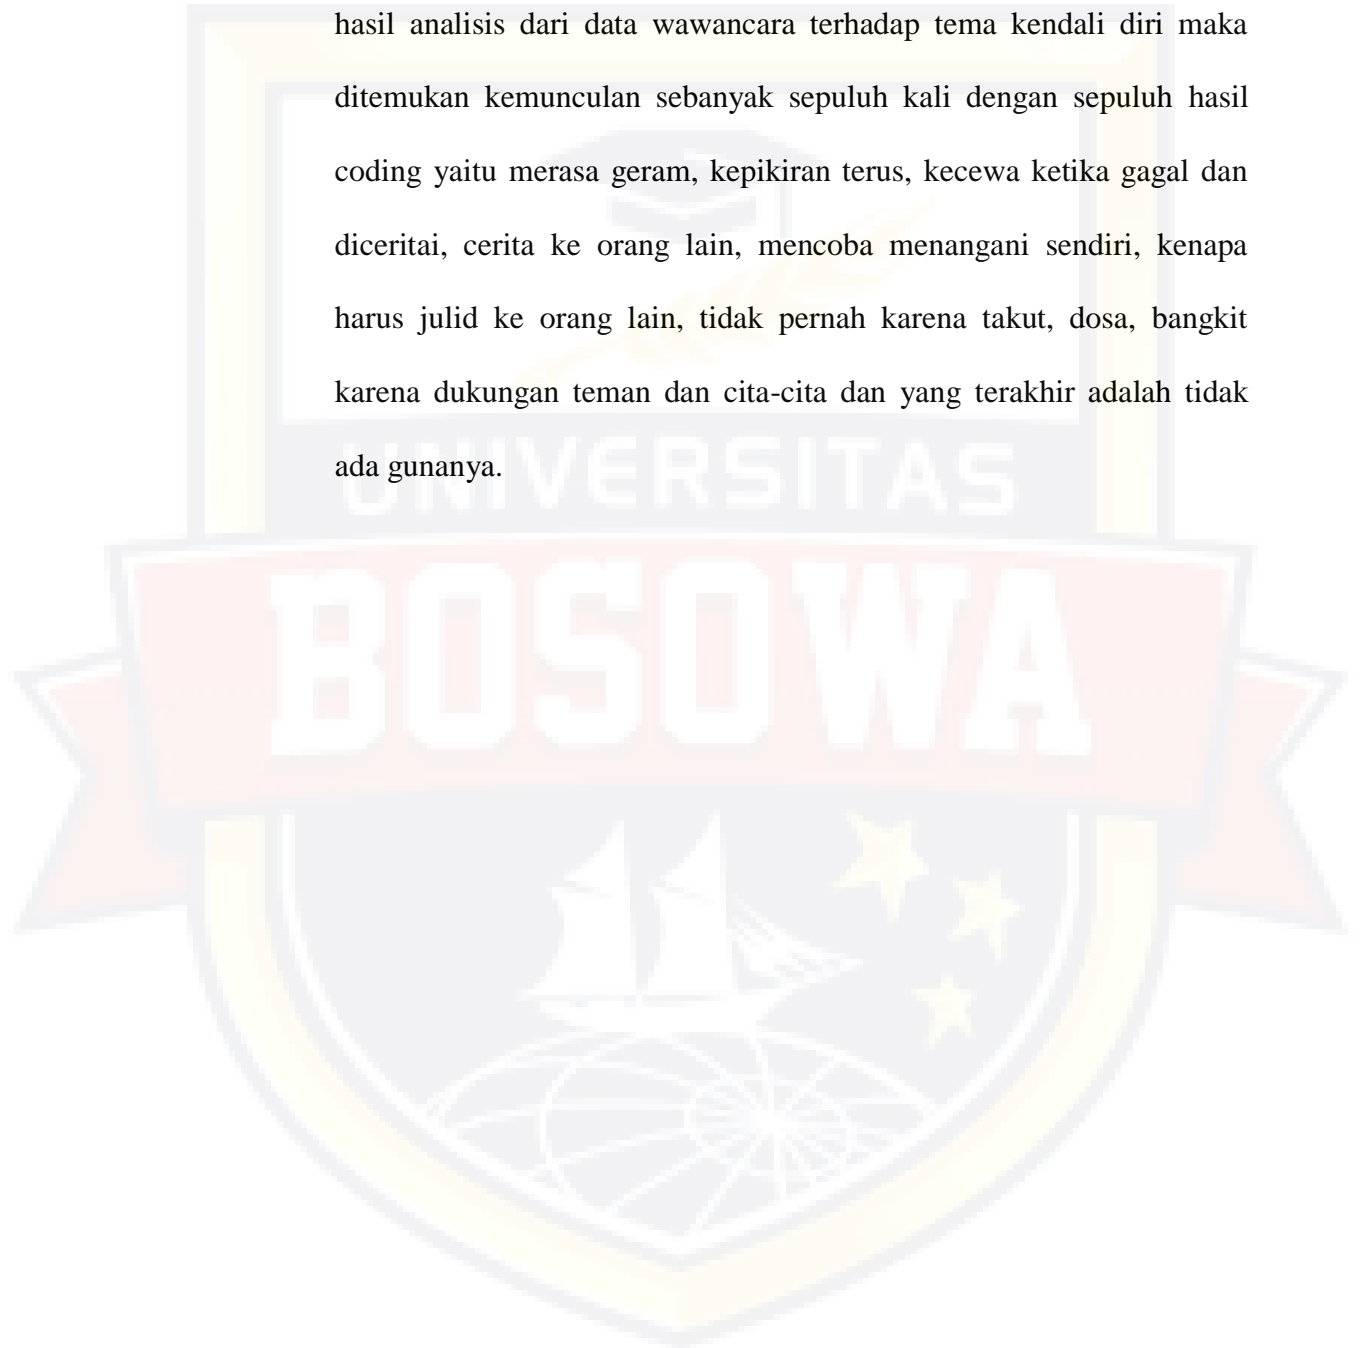 hasil analisis dari data wawancara terhadap tema kendali diri maka
ditemukan kemunculan sebanyak sepuluh kali dengan sepuluh hasil
coding yaitu merasa geram, kepikiran terus, kecewa ketika gagal dan
diceritai, cerita ke orang lain, mencoba menangani sendiri, kenapa
harus julid ke orang lain, tidak pernah karena takut, dosa, bangkit
karena dukungan teman dan cita-cita dan yang terakhir adalah tidak
ada gunanya.
UNIVERSITAS
BOSOWA